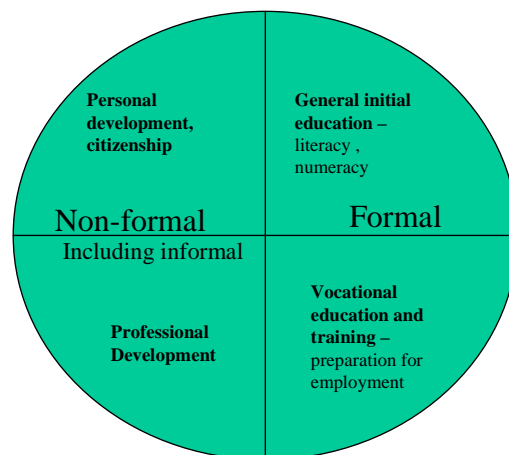 Personal
development,
citizenship
General initial
education –
literacy ,
numeracy
Non-formal
Including informal
Formal
Professional
Development
Vocational
education and
training –
preparation for
employment